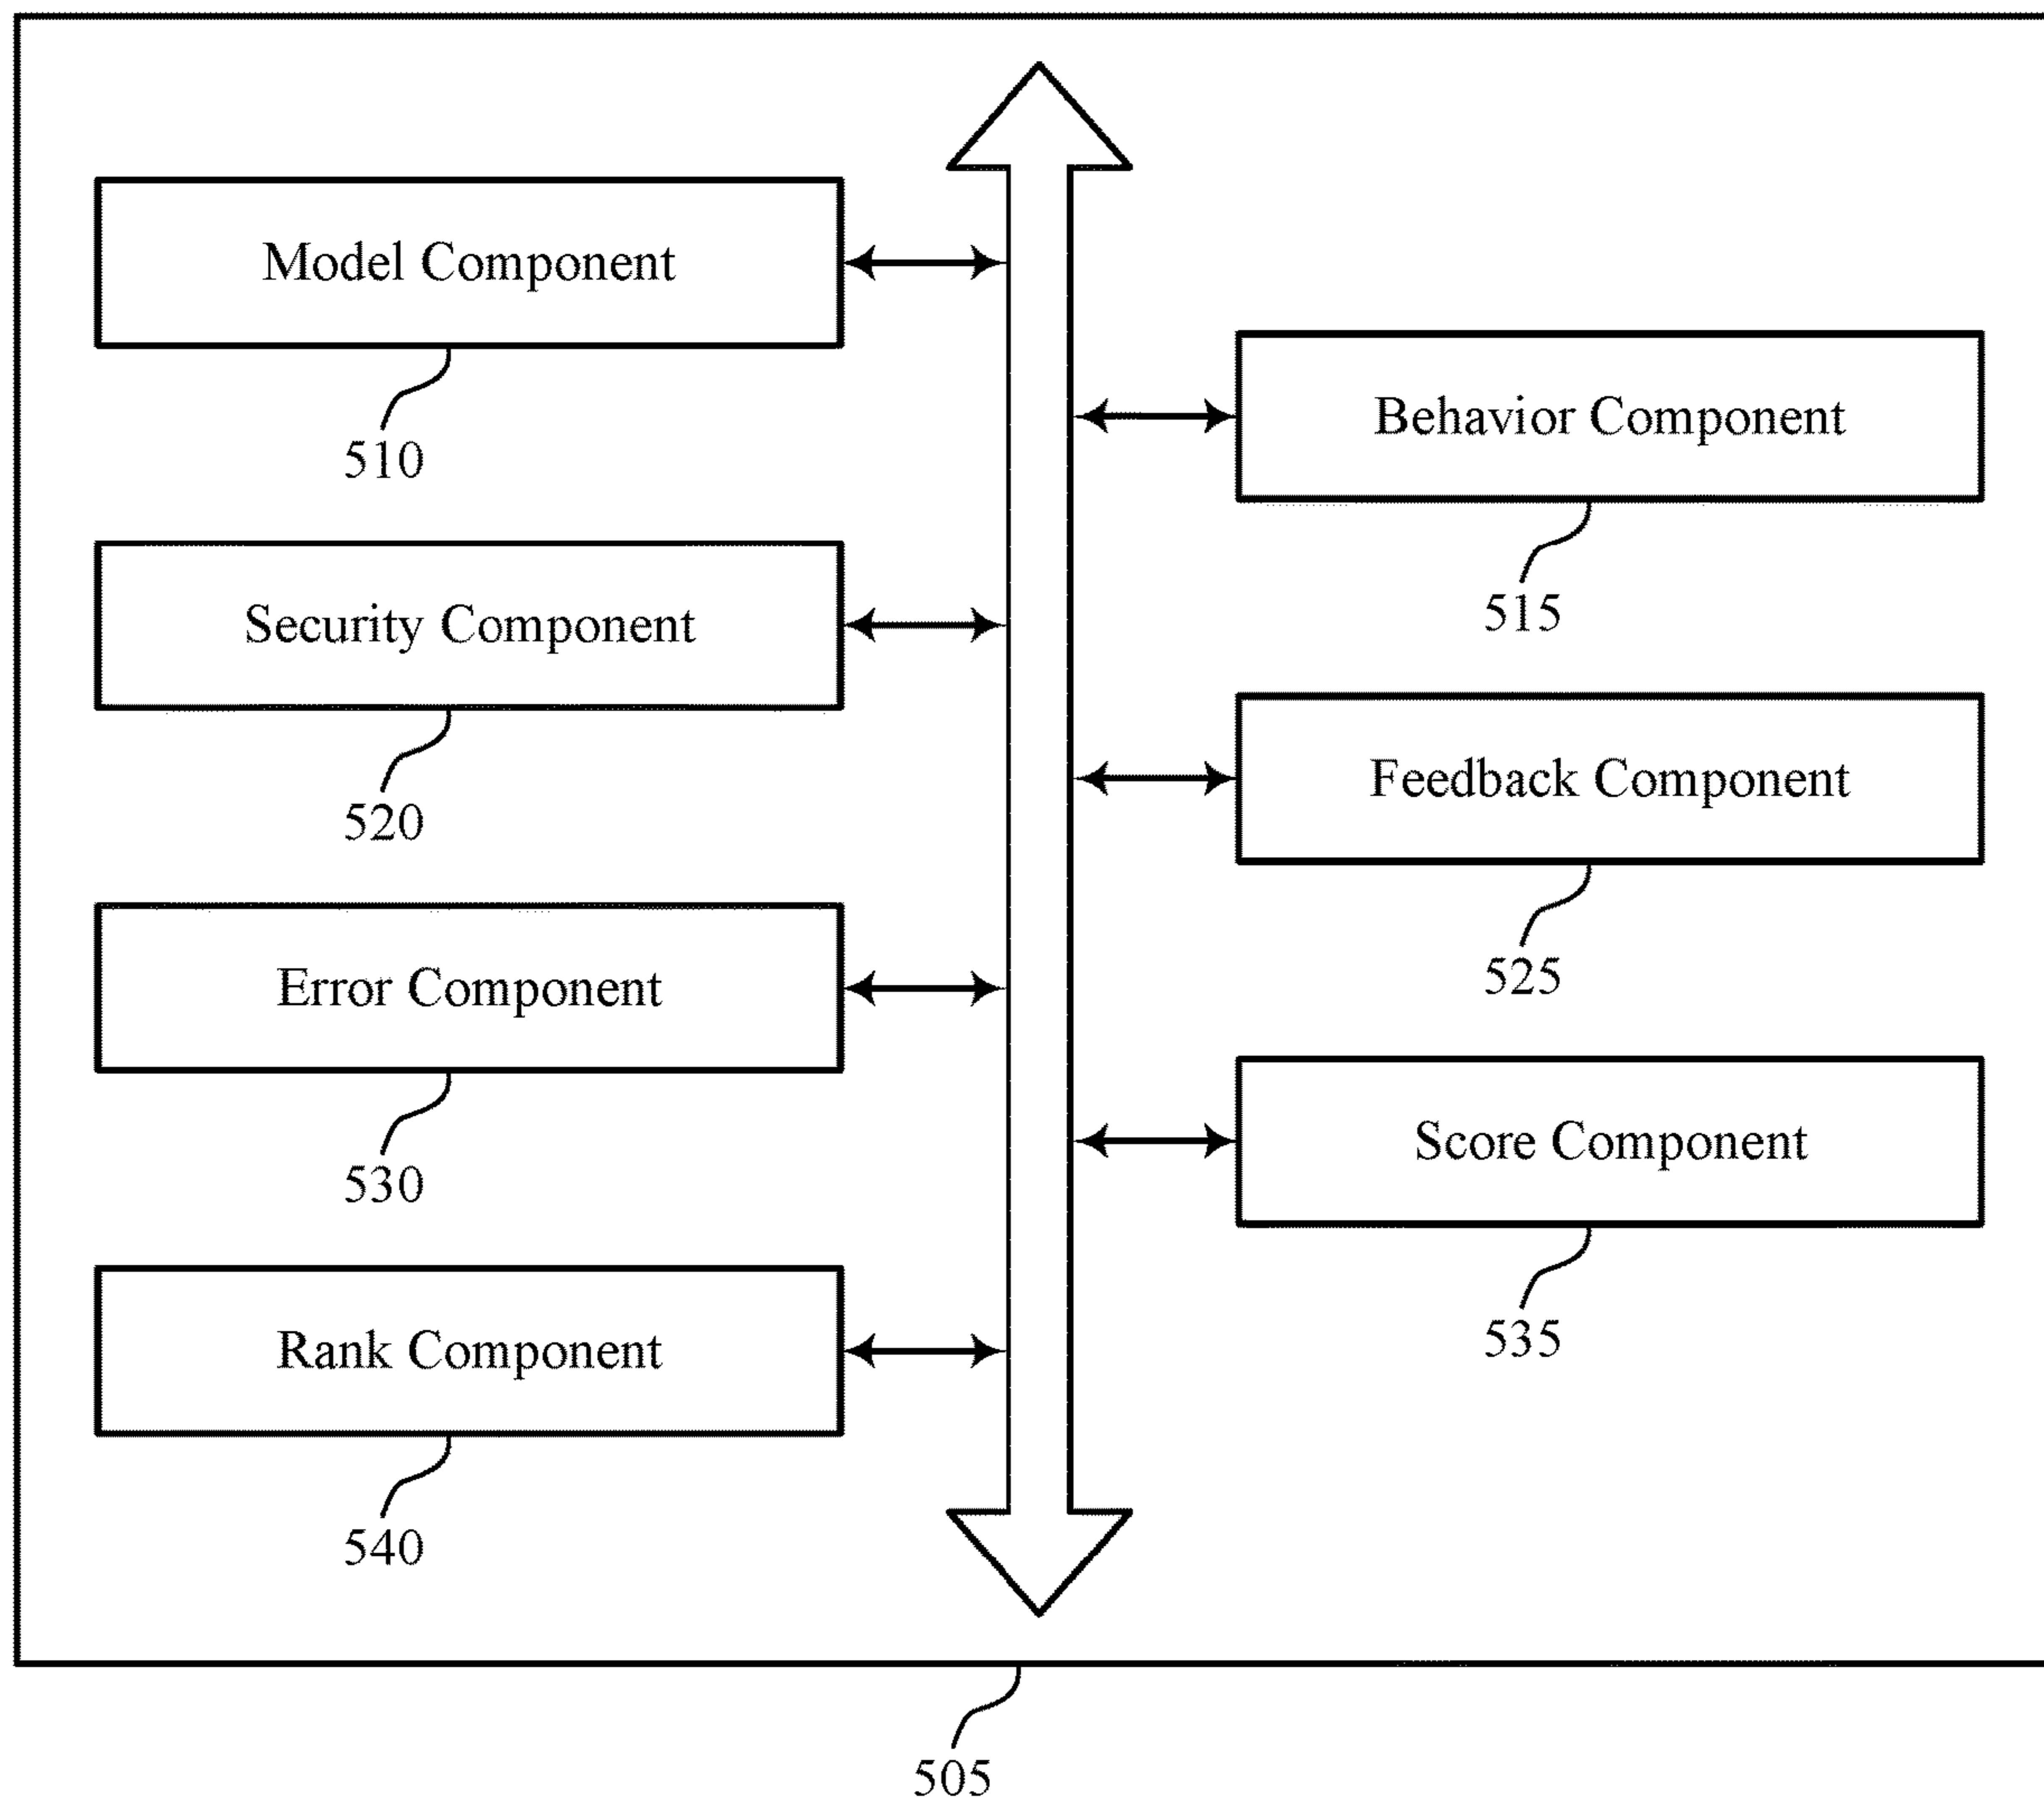 Model Component
510
Behavior Component
515
Security Component
520
Feedback Component
525
Error Component
530
Score Component
535
Rank Component
540
505